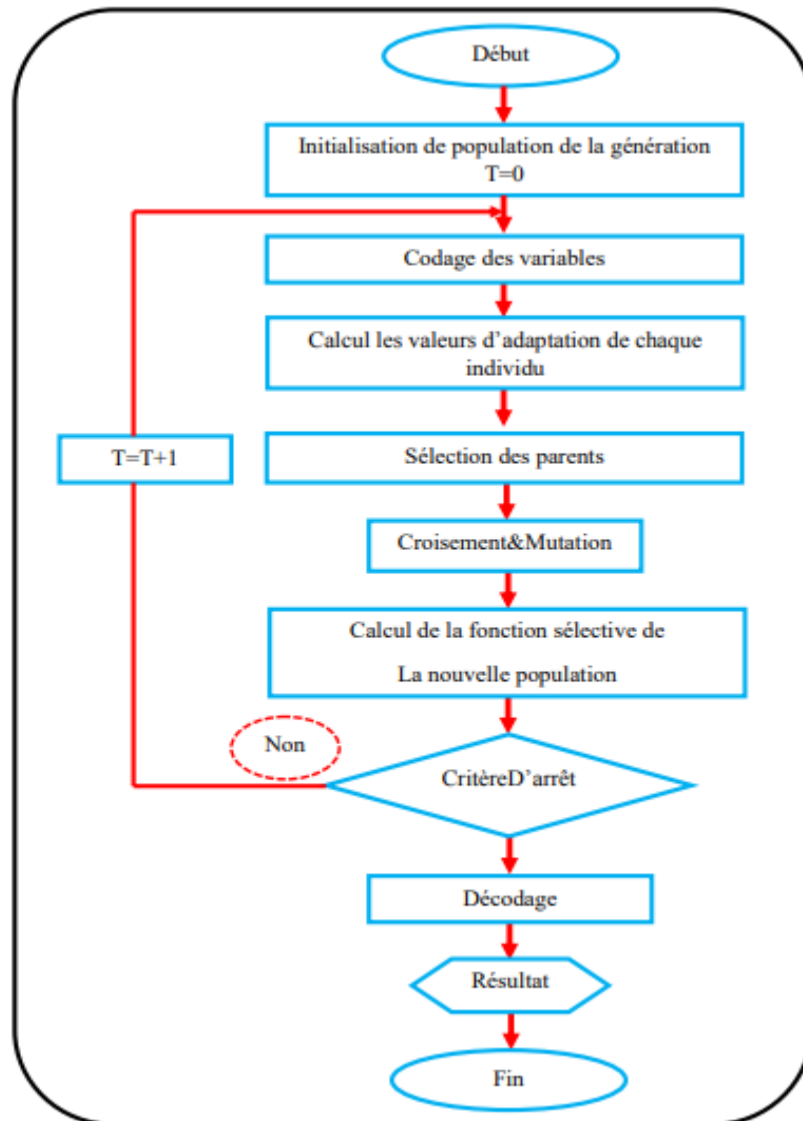 Début
Initialisation de population de la génération
T=0
Codage des variables
Calcul les valeurs d’adaptation de chaque
individu
T=T+1
Sélection des parents
Croisement&Mutation
Calcul de la fonction sélective de
La nouvelle population
Non
CritèreD’arrêt
Décodage
Résultat
Fin